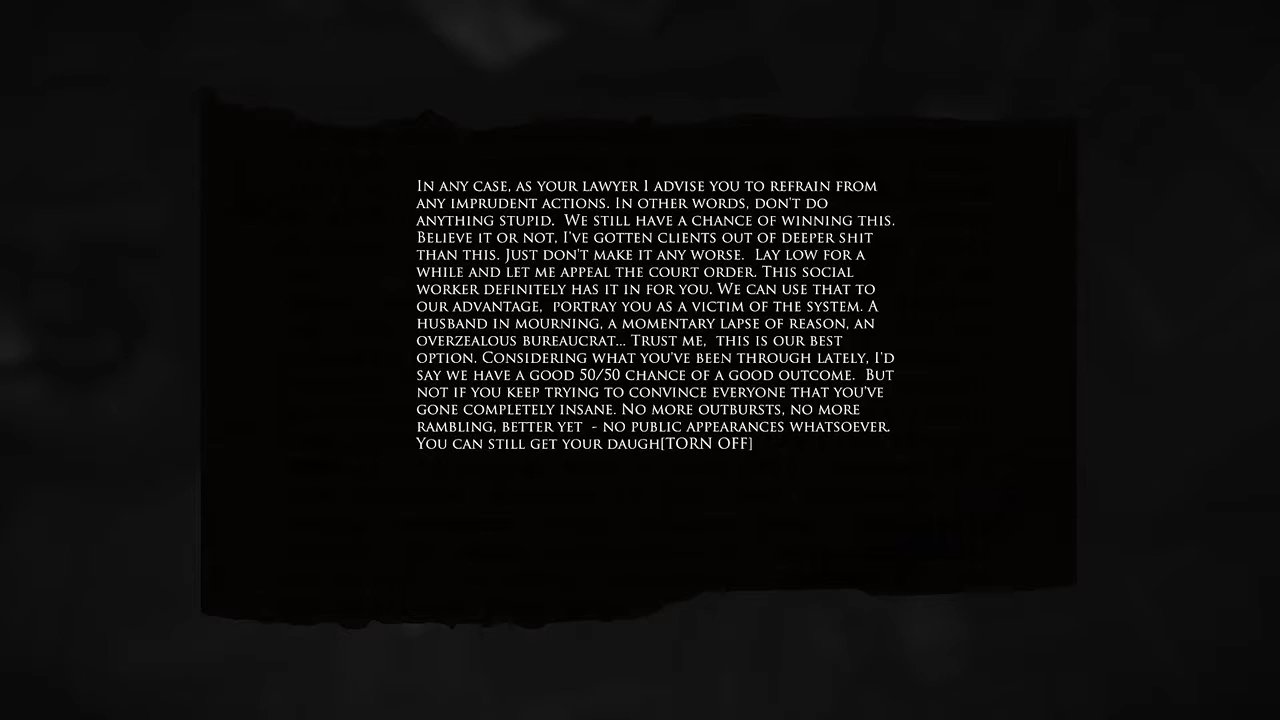 In any case, as your lawyer I advise you to refrain from
any imprudent actions. In other words, don't do
anything stupid.  We still have a chance of winning this.
Believe it or not, I've gotten clients out of deeper shit
than this. Just don't make it any worse.  Lay low for a
while and let me appeal the court order. This social
worker definitely has it in for you. We can use that to
our advantage,  portray you as a victim of the system. A
husband in mourning, a momentary lapse of reason, an
overzealous bureaucrat... Trust me,  this is our best
option. Considering what you've been through lately, I'd
say we have a good 50/50 chance of a good outcome.  But
not if you keep trying to convince everyone that you've
gone completely insane. No more outbursts, no more
rambling, better yet  - no public appearances whatsoever.
You can still get your daugh[TORN OFF]